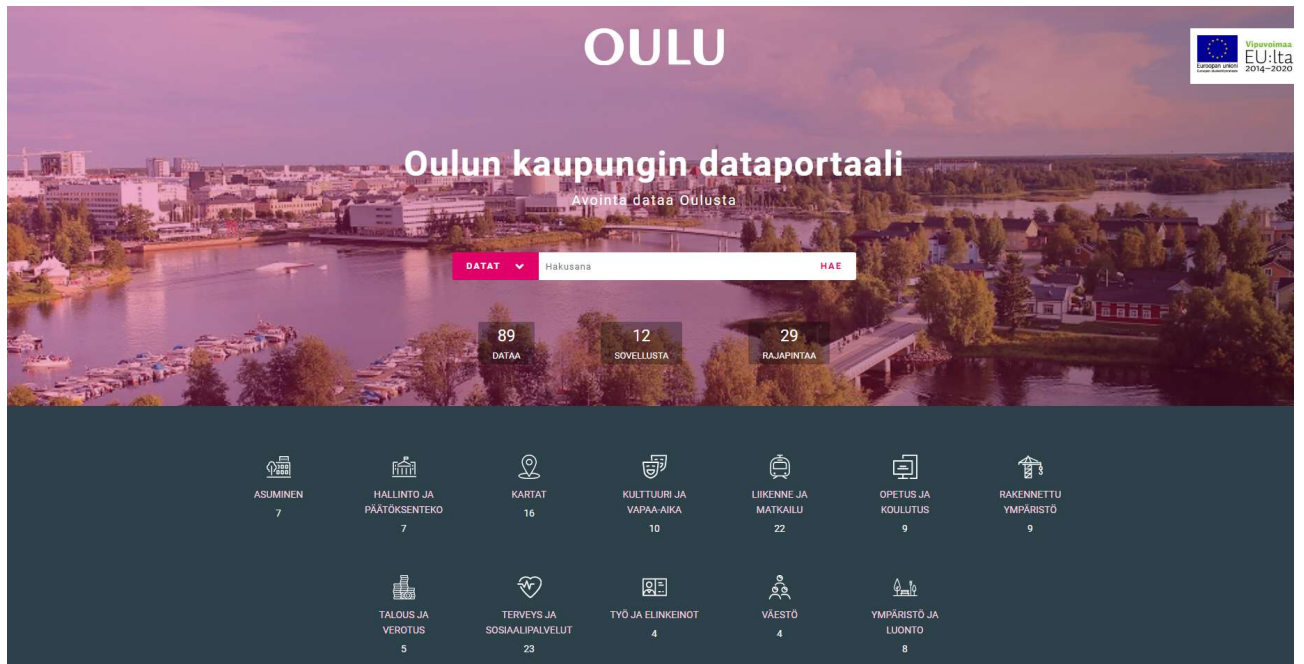 OULU
Euroopan unioni
Vipuvoimaa
EU:lta
2014–2020
Oulun kaupungin dataportaali
Avointa dataa Oulusta
DATAT
Hakusana
HAE
89
DATAA
12
SOVELLUSTA
29
RAJAPINTAA
ASUMINEN
7
HALLINTO JA
PÄÄTÖKSENTEKO
7
KARTAT
16
KULTTUURI JA
VAPAA-AIKA
10
LIIKENNE JA
MATKAILU
22
OPETUS JA
KOULUTUS
9
RAKENNETTU
YMPÄRISTÖ
9
TALOUS JA
VEROTUS
5
TERVEYS JA
SOSIAALIPALVELUT
23
TYÖ JA ELINKEINOT
4
VÄESTÖ
4
YMPÄRISTÖ JA
LUONTO
8